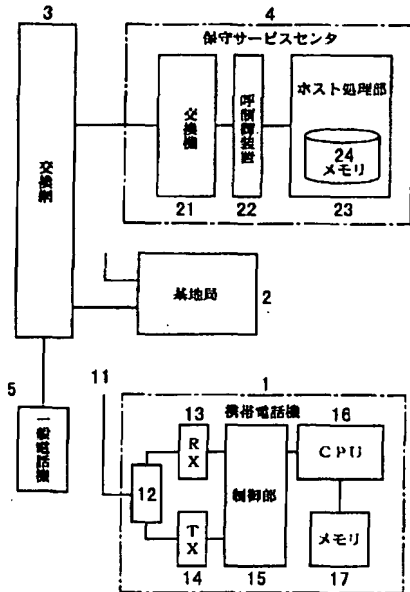 3
4
保守サービスセンタ
交換機
交換機
呼制御装置
ホスト処理部
24
メモリ
21
22
23
基地局
2
5
一般電話機
11
1
携帯電話機
13
16
RX
CPU
12
制御部
TX
メモリ
14
15
17